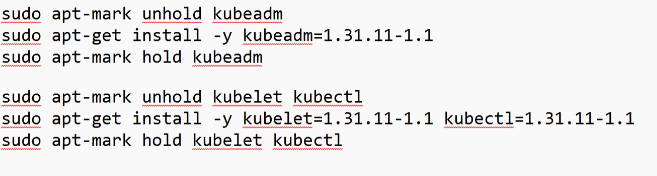 sudo apt-mark unhold kubeadm
sudo apt-get install -y kubeadm=1.31.11-1.1
sudo apt-mark hold kubeadm
sudo apt-mark unhold kubelet kubectl
sudo apt-get install -y kubelet=1.31.11-1.1 kubectl=1.31.11-1.1
sudo apt-mark hold kubelet kubectl